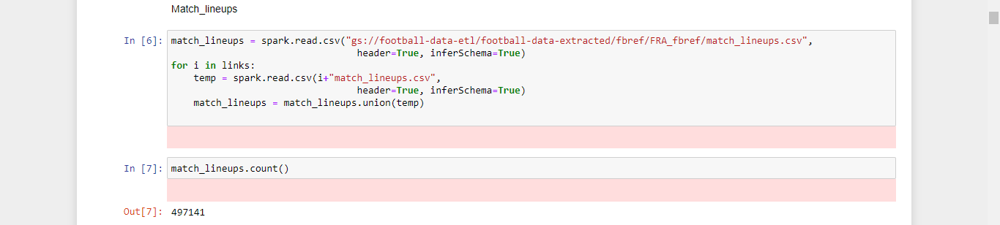 Match_lineups
In [6]: match_lineups = spark.read.csv("gs://football-data-etl/football-data-extracted/fbref/FRA_fbref/match_lineups.csv",
                                 header=True, inferSchema=True)
for i in links:
    temp = spark.read.csv(i+"match_lineups.csv",
                                 header=True, inferSchema=True)
    match_lineups = match_lineups.union(temp)
In [7]: match_lineups.count()
Out[7]: 497141